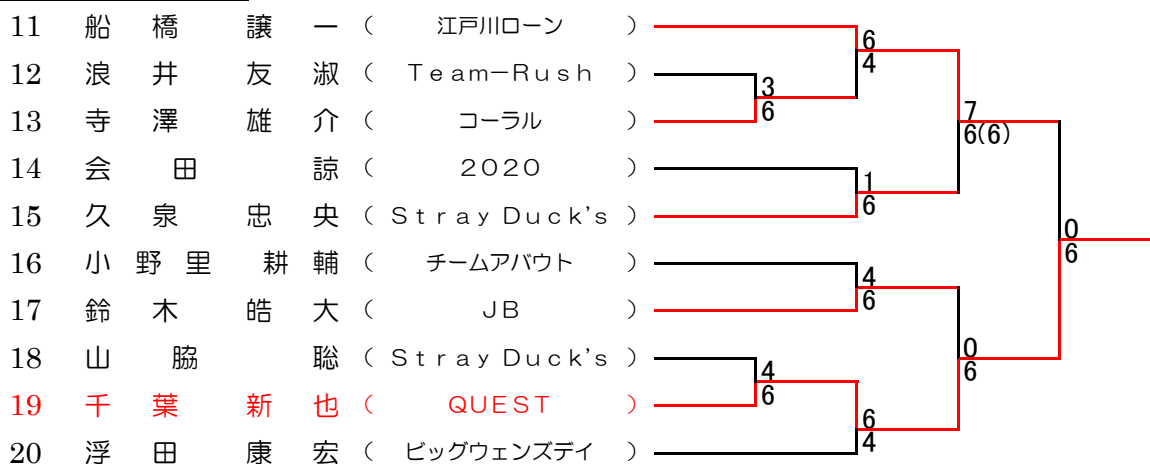 11 船橋 譲一 ( 江戸川ローン ) 6
12 浪井 友淑 ( Team-Rush ) 3 4
13 寺澤 雄介 ( コーラル ) 6 7 6(6)
14 会田 諒 ( 2020 ) 1
15 久泉 忠央 ( Stray Duck's ) 6 0
16 小野里 耕輔 ( チームアバウト ) 4 6
17 鈴木 皓大 ( JB ) 6
18 山脇 聡 ( Stray Duck's ) 4 0 6
19 千葉 新也 ( QUEST ) 6 6
20 浮田 康宏 ( ビッグウェンズデイ ) 4